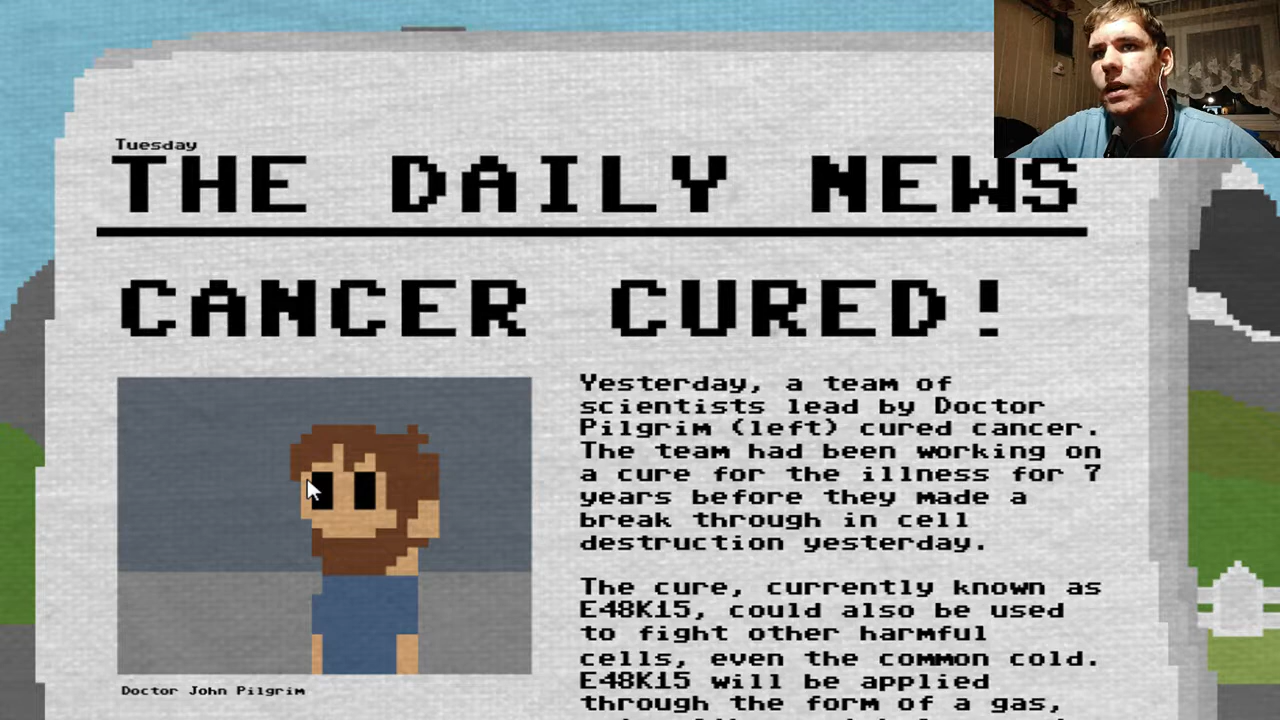 Tuesday
THE DAILY NEWS
CANCER CURED!
Yesterday, a team of
scientists lead by Doctor
Pilgrim (left) cured cancer.
The team had been working on
a cure for the illness for 7
years before they made a
break through in cell
destruction yesterday.
The cure, currently known as
E48K15, could also be used
to fight other harmful
cells, even the common cold.
E48K15 will be applied
through the form of a gas,
Doctor John Pilgrim